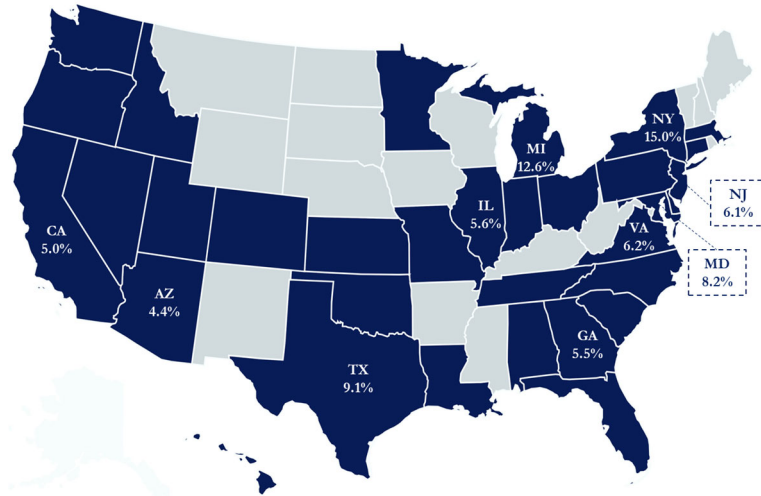 NY
15.0%
MI
12.6%
NJ
6.1%
IL
5.6%
VA
6.2%
CA
5.0%
MD
8.2%
AZ
4.4%
GA
5.5%
TX
9.1%